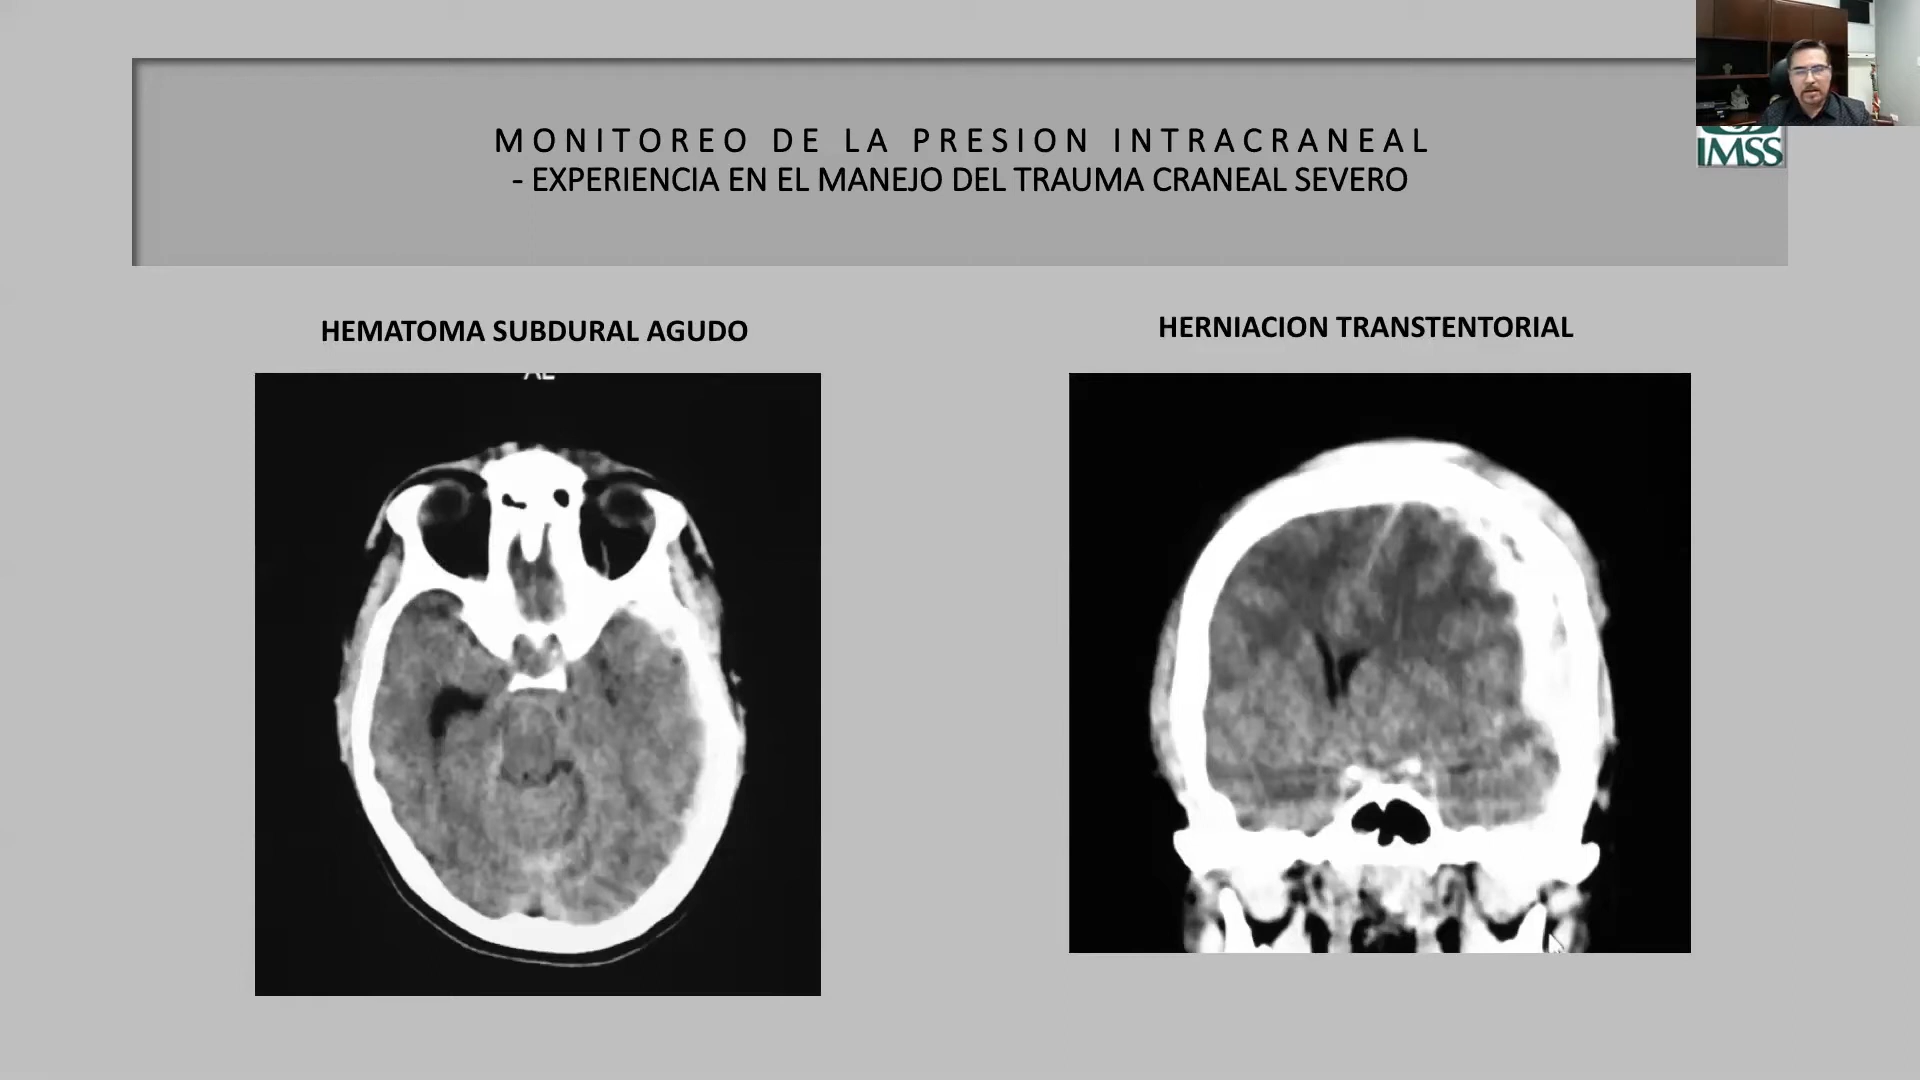 MONITOREO DE LA PRESION INTRACRANEAL
- EXPERIENCIA EN EL MANEJO DEL TRAUMA CRANEAL SEVERO
IMSS
HEMATOMA SUBDURAL AGUDO
HERNIACION TRANSTENTORIAL